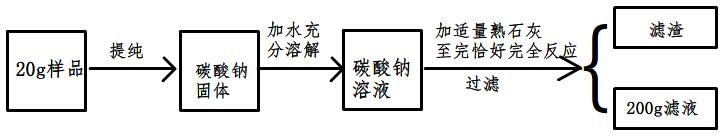 20g样品
提纯
碳酸钠
固体
加水充
分溶解
碳酸钠
溶液
加适量熟石灰
至完恰好完全反应
过滤
滤渣
200g滤液